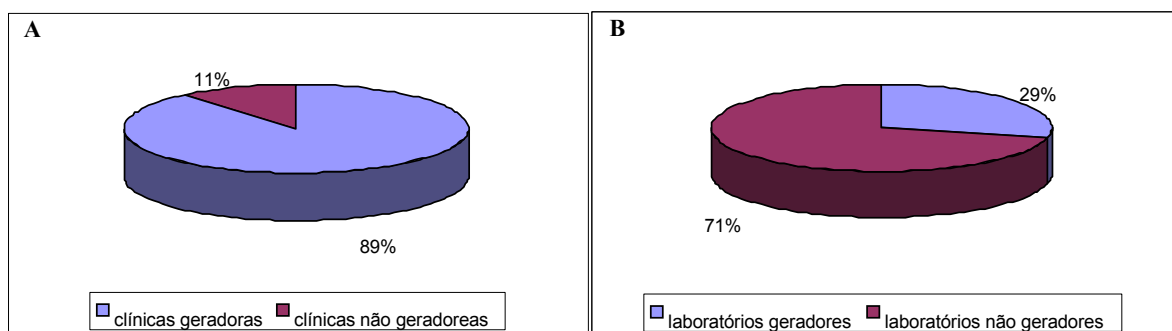 A
11%
89%
clínicas geradoras clínicas não geradoreas
B
29%
71%
laboratórios geradores laboratórios não geradores